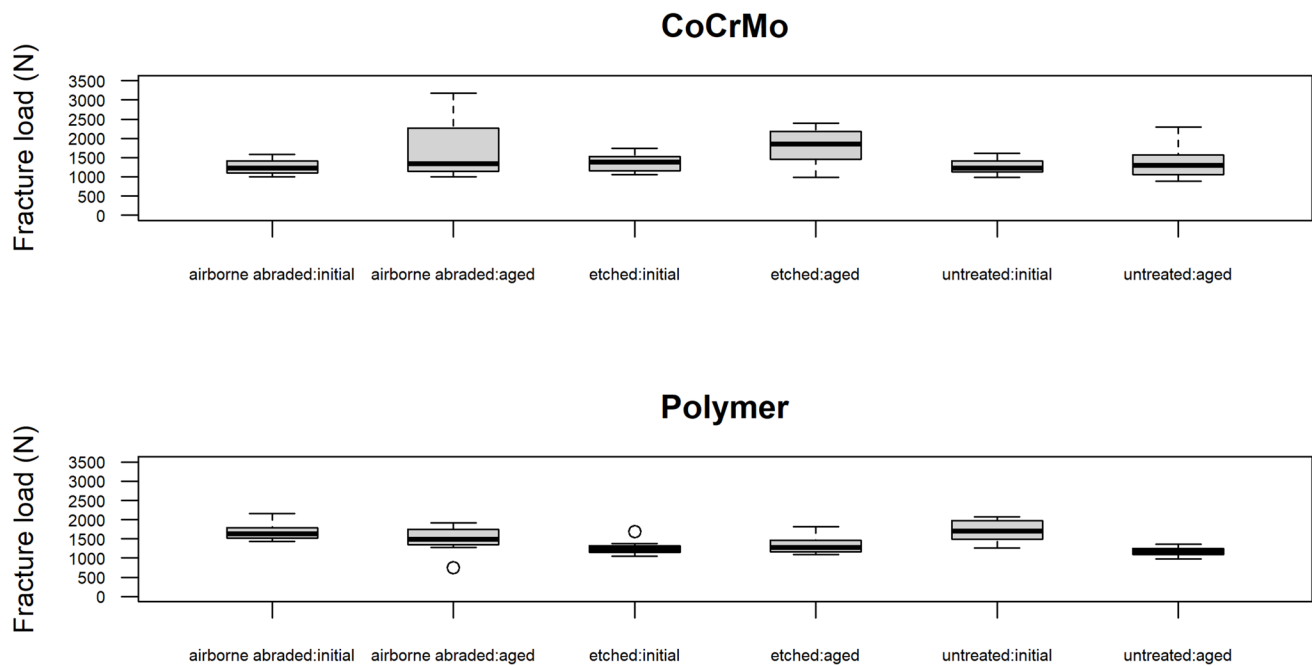 CoCrMo
Fracture load (N)
3500
3000
2500
2000
1500
1000
500
0
airborne abraded:initial airborne abraded:aged etched:initial etched:aged untreated:initial untreated:aged
Polymer
Fracture load (N)
3500
3000
2500
2000
1500
1000
500
0
airborne abraded:initial airborne abraded:aged etched:initial etched:aged untreated:initial untreated:aged